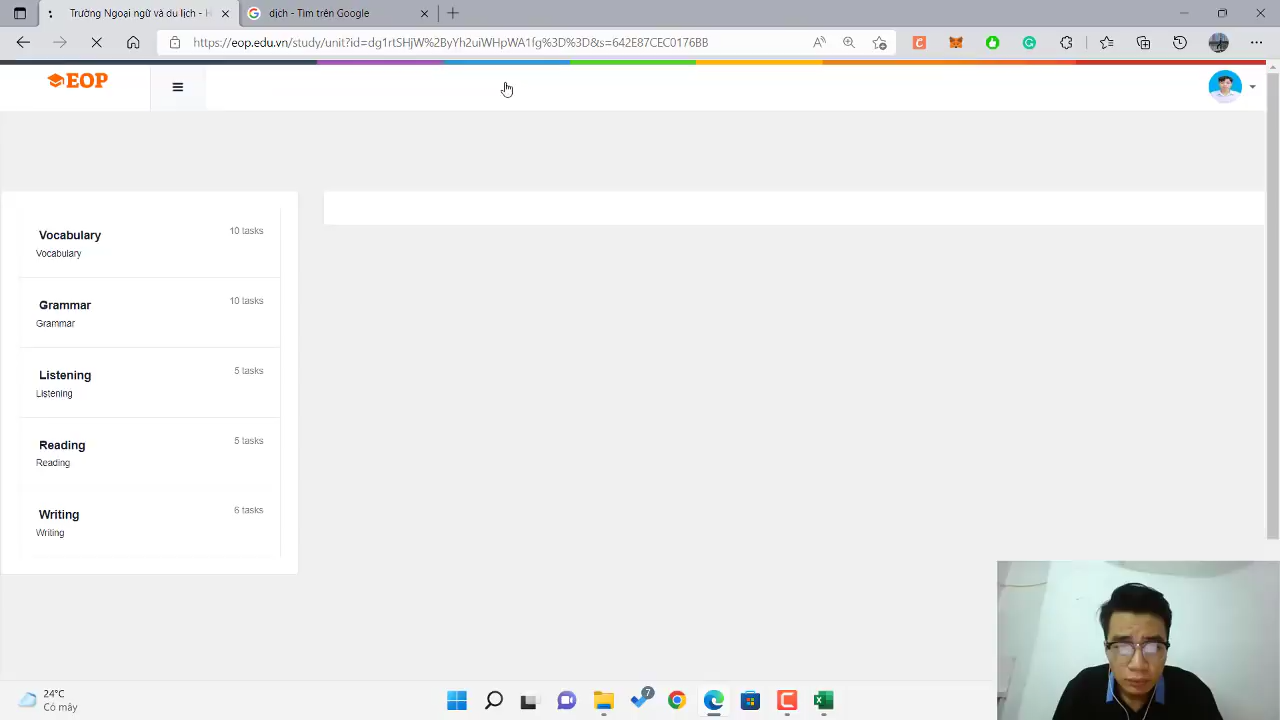 Trường Ngoại ngữ và du lịch - H
dịch - Tìm trên Google
https://eop.edu.vn/study/unit?id=dg1rtSHjW%2ByYh2uiWHpWA1fg%3D%3D&s=642E87CEC0176BB
EOP
Vocabulary 10 tasks
Vocabulary
Grammar 10 tasks
Grammar
Listening 5 tasks
Listening
Reading 5 tasks
Reading
Writing 6 tasks
Writing
24°C
Có mây
7